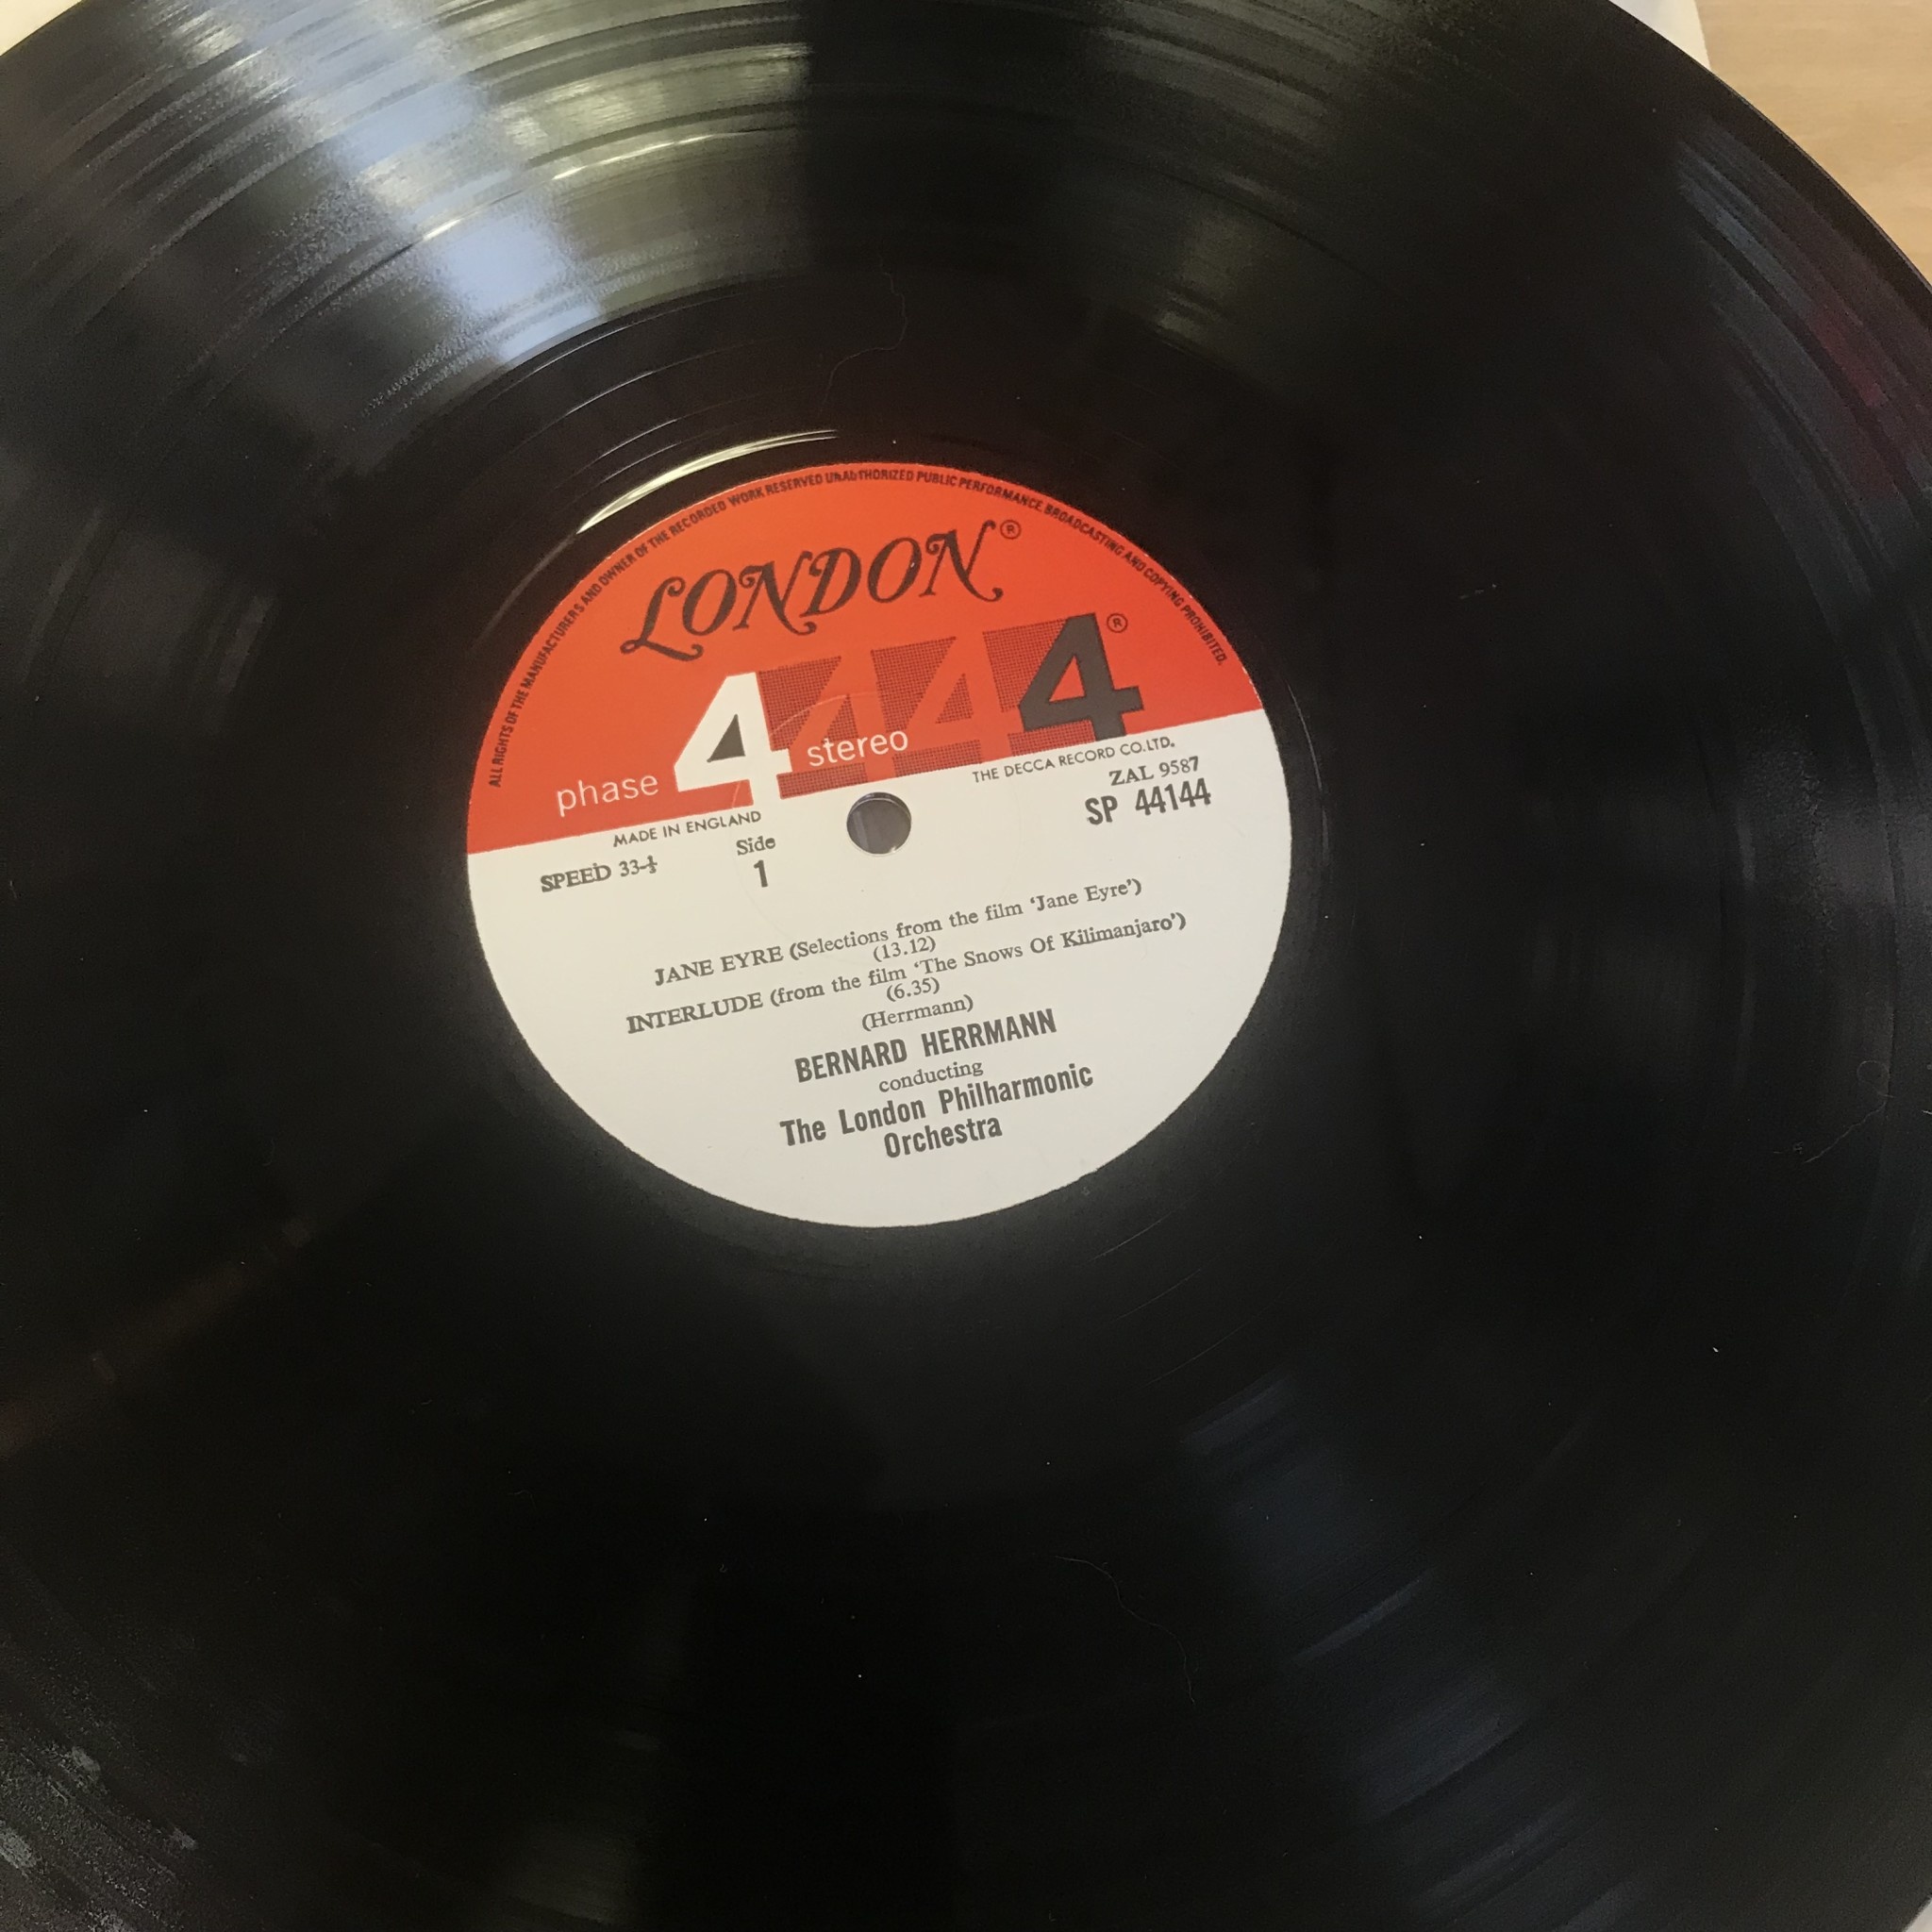 ALL RIGHTS OF THE MANUFACTURERS AND OWNER OF THE RECORDED WORK RESERVED UNAUTHORIZED PUBLIC PERFORMANCE, BROADCASTING AND COPYING PROHIBITED.
LONDON®
phase 4 stereo 4 4 4®
MADE IN ENGLAND
THE DECCA RECORD CO.LTD.
ZAL 9587
SP 44144
SPEED 33⅓
Side
1
JANE EYRE (Selections from the film ‘Jane Eyre’)
(13.12)
INTERLUDE (from the film ‘The Snows Of Kilimanjaro’)
(6.35)
(Herrmann)
BERNARD HERRMANN
conducting
The London Philharmonic
Orchestra